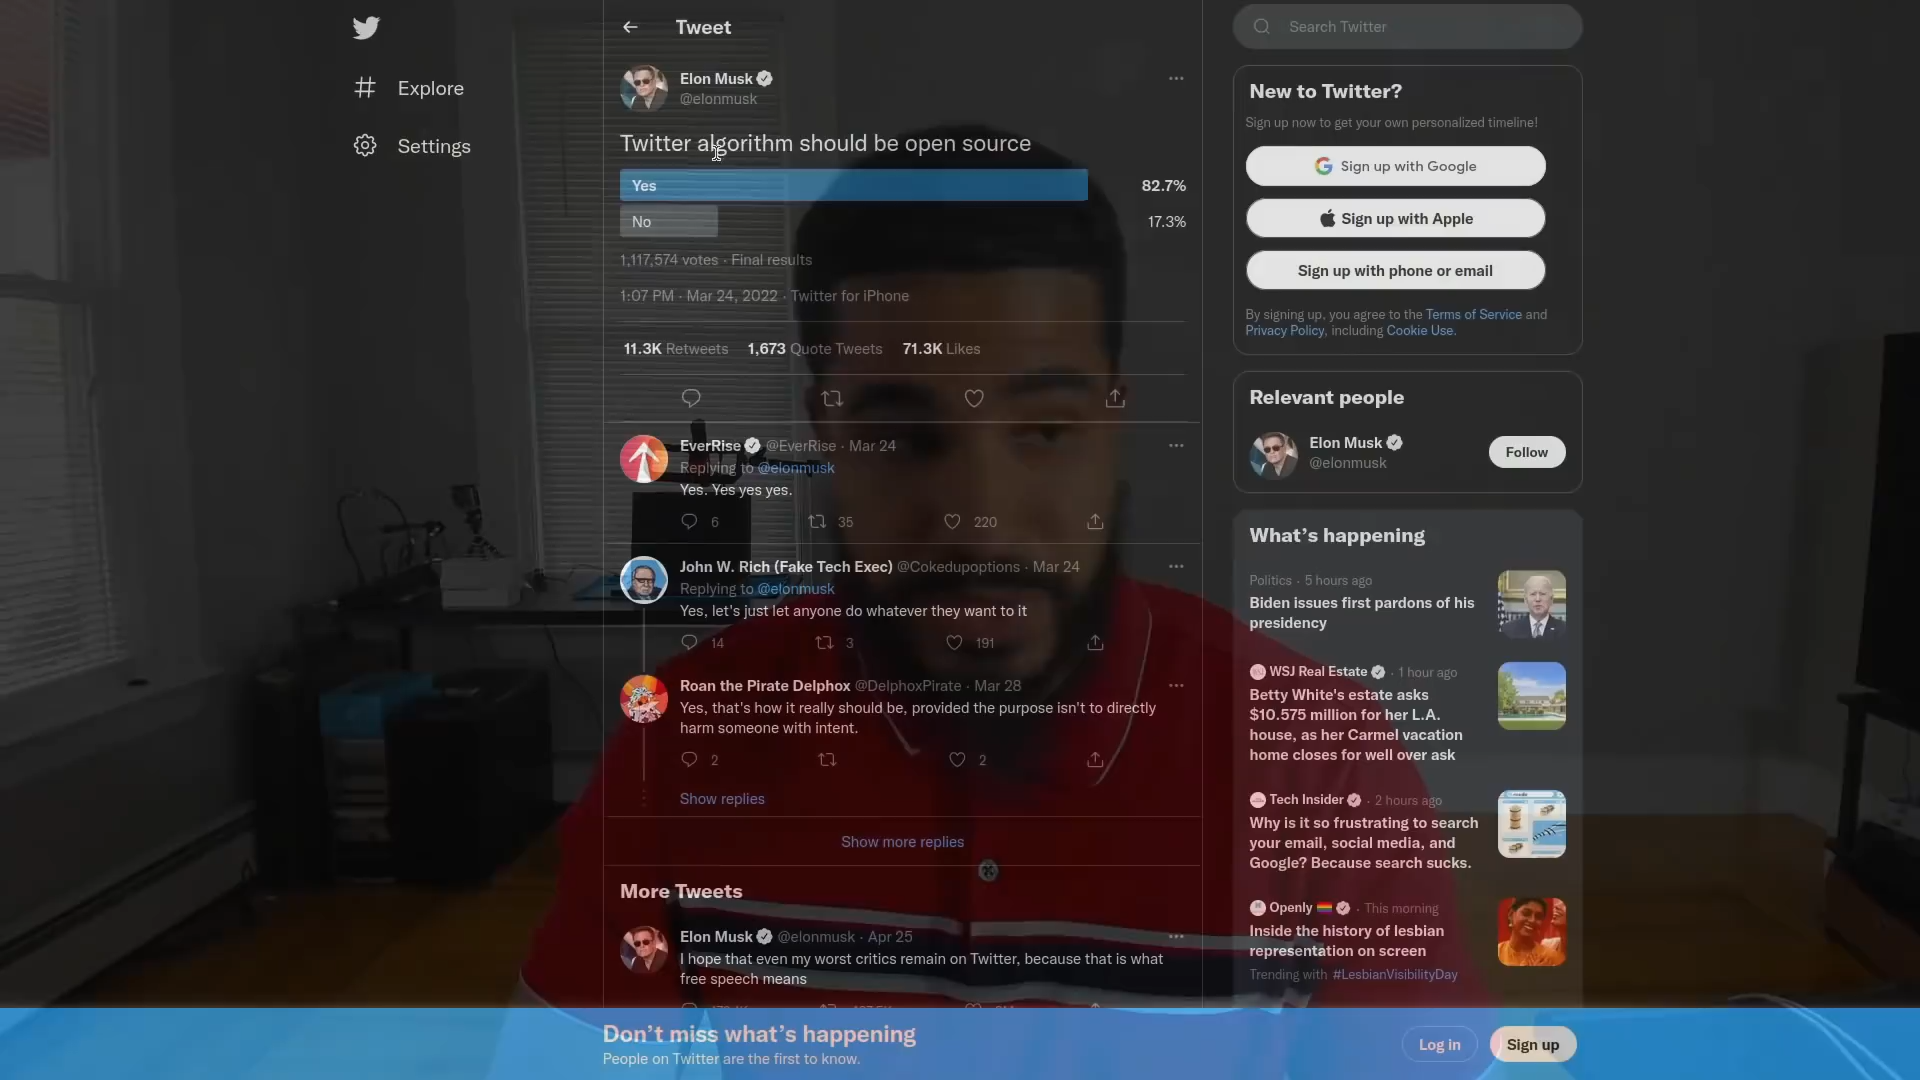 Tweet
Search Twitter
Explore
Settings
Elon Musk
@elonmusk
Twitter algorithm should be open source
Yes
82.7%
No
17.3%
1,117,574 votes · Final results
1:07 PM · Mar 24, 2022 · Twitter for iPhone
11.3K Retweets 1,673 Quote Tweets 71.3K Likes
EverRise @EverRise · Mar 24
Replying to @elonmusk
Yes. Yes yes yes.
6 35 220
John W. Rich (Fake Tech Exec) @Cokedupoptions · Mar 24
Replying to @elonmusk
Yes, let's just let anyone do whatever they want to it
14 3 191
Roan the Pirate Delphox @DelphoxPirate · Mar 28
Yes, that's how it really should be, provided the purpose isn't to directly
harm someone with intent.
2 2
Show replies
Show more replies
More Tweets
Elon Musk @elonmusk · Apr 25
I hope that even my worst critics remain on Twitter, because that is what
free speech means
New to Twitter?
Sign up now to get your own personalized timeline!
Sign up with Google
Sign up with Apple
Sign up with phone or email
By signing up, you agree to the Terms of Service and
Privacy Policy, including Cookie Use.
Relevant people
Elon Musk
@elonmusk
Follow
What's happening
Politics · 5 hours ago
Biden issues first pardons of his
presidency
WSJ Real Estate · 1 hour ago
Betty White's estate asks
$10.575 million for her L.A.
house, as her Carmel vacation
home closes for well over ask
Tech Insider · 2 hours ago
Why is it so frustrating to search
your email, social media, and
Google? Because search sucks.
Openly · This morning
Inside the history of lesbian
representation on screen
Trending with #LesbianVisibilityDay
Don't miss what's happening
People on Twitter are the first to know.
Log in
Sign up